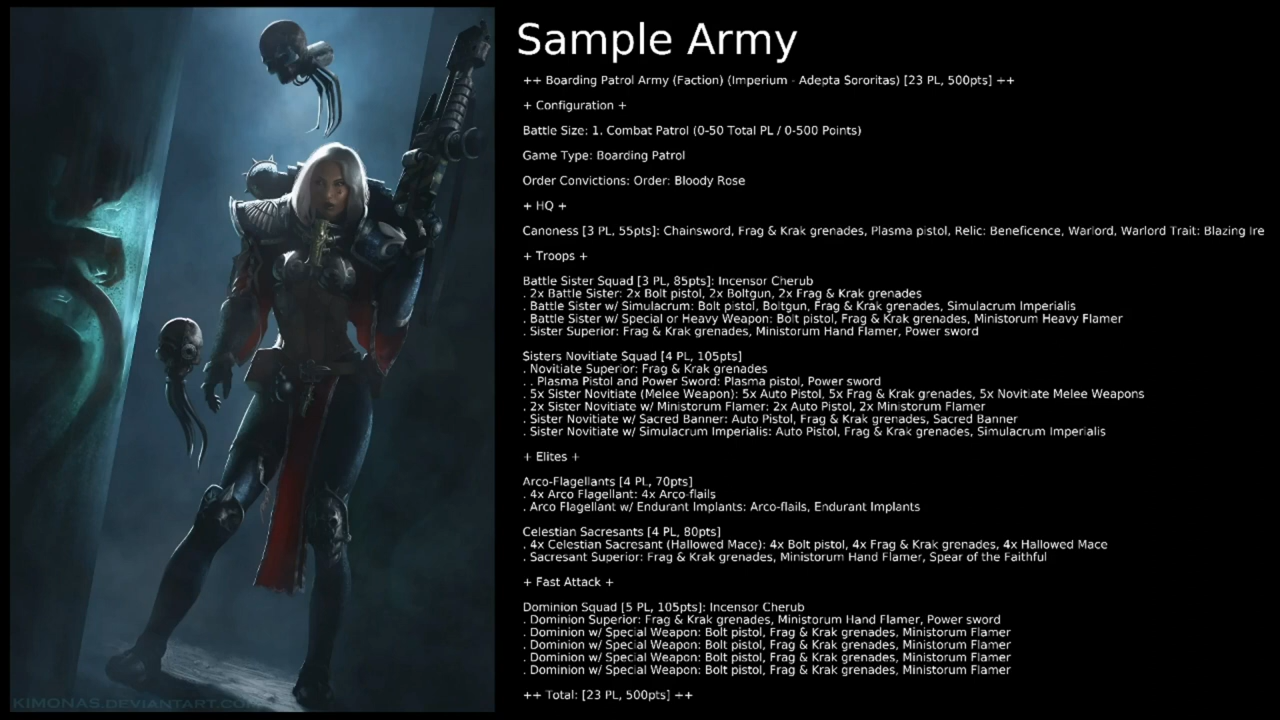 Sample Army
++ Boarding Patrol Army (Faction) (Imperium - Adepta Sororitas) [23 PL, 500pts] ++
+ Configuration +
Battle Size: 1. Combat Patrol (0-50 Total PL / 0-500 Points)
Game Type: Boarding Patrol
Order Convictions: Order: Bloody Rose
+ HQ +
Canoness [3 PL, 55pts]: Chainsword, Frag & Krak grenades, Plasma pistol, Relic: Beneficence, Warlord, Warlord Trait: Blazing Ire
+ Troops +
Battle Sister Squad [3 PL, 85pts]: Incensor Cherub
. 2x Battle Sister: 2x Bolt pistol, 2x Boltgun, 2x Frag & Krak grenades
. Battle Sister w/ Simulacrum: Bolt pistol, Boltgun, Frag & Krak grenades, Simulacrum Imperialis
. Battle Sister w/ Special or Heavy Weapon: Bolt pistol, Frag & Krak grenades, Ministorum Heavy Flamer
. Sister Superior: Frag & Krak grenades, Ministorum Hand Flamer, Power sword
Sisters Novitiate Squad [4 PL, 105pts]
. Novitiate Superior: Frag & Krak grenades
. . Plasma Pistol and Power Sword: Plasma pistol, Power sword
. 5x Sister Novitiate (Melee Weapon): 5x Auto Pistol, 5x Frag & Krak grenades, 5x Novitiate Melee Weapons
. 2x Sister Novitiate w/ Ministorum Flamer: 2x Auto Pistol, 2x Ministorum Flamer
. Sister Novitiate w/ Sacred Banner: Auto Pistol, Frag & Krak grenades, Sacred Banner
. Sister Novitiate w/ Simulacrum Imperialis: Auto Pistol, Frag & Krak grenades, Simulacrum Imperialis
+ Elites +
Arco-Flagellants [4 PL, 70pts]
. 4x Arco Flagellant: 4x Arco-flails
. Arco Flagellant w/ Endurant Implants: Arco-flails, Endurant Implants
Celestian Sacresants [4 PL, 80pts]
. 4x Celestian Sacresant (Hallowed Mace): 4x Bolt pistol, 4x Frag & Krak grenades, 4x Hallowed Mace
. Sacresant Superior: Frag & Krak grenades, Ministorum Hand Flamer, Spear of the Faithful
+ Fast Attack +
Dominion Squad [5 PL, 105pts]: Incensor Cherub
. Dominion Superior: Frag & Krak grenades, Ministorum Hand Flamer, Power sword
. Dominion w/ Special Weapon: Bolt pistol, Frag & Krak grenades, Ministorum Flamer
. Dominion w/ Special Weapon: Bolt pistol, Frag & Krak grenades, Ministorum Flamer
. Dominion w/ Special Weapon: Bolt pistol, Frag & Krak grenades, Ministorum Flamer
. Dominion w/ Special Weapon: Bolt pistol, Frag & Krak grenades, Ministorum Flamer
++ Total: [23 PL, 500pts] ++
KIMONAS.DEVIANTART.COM